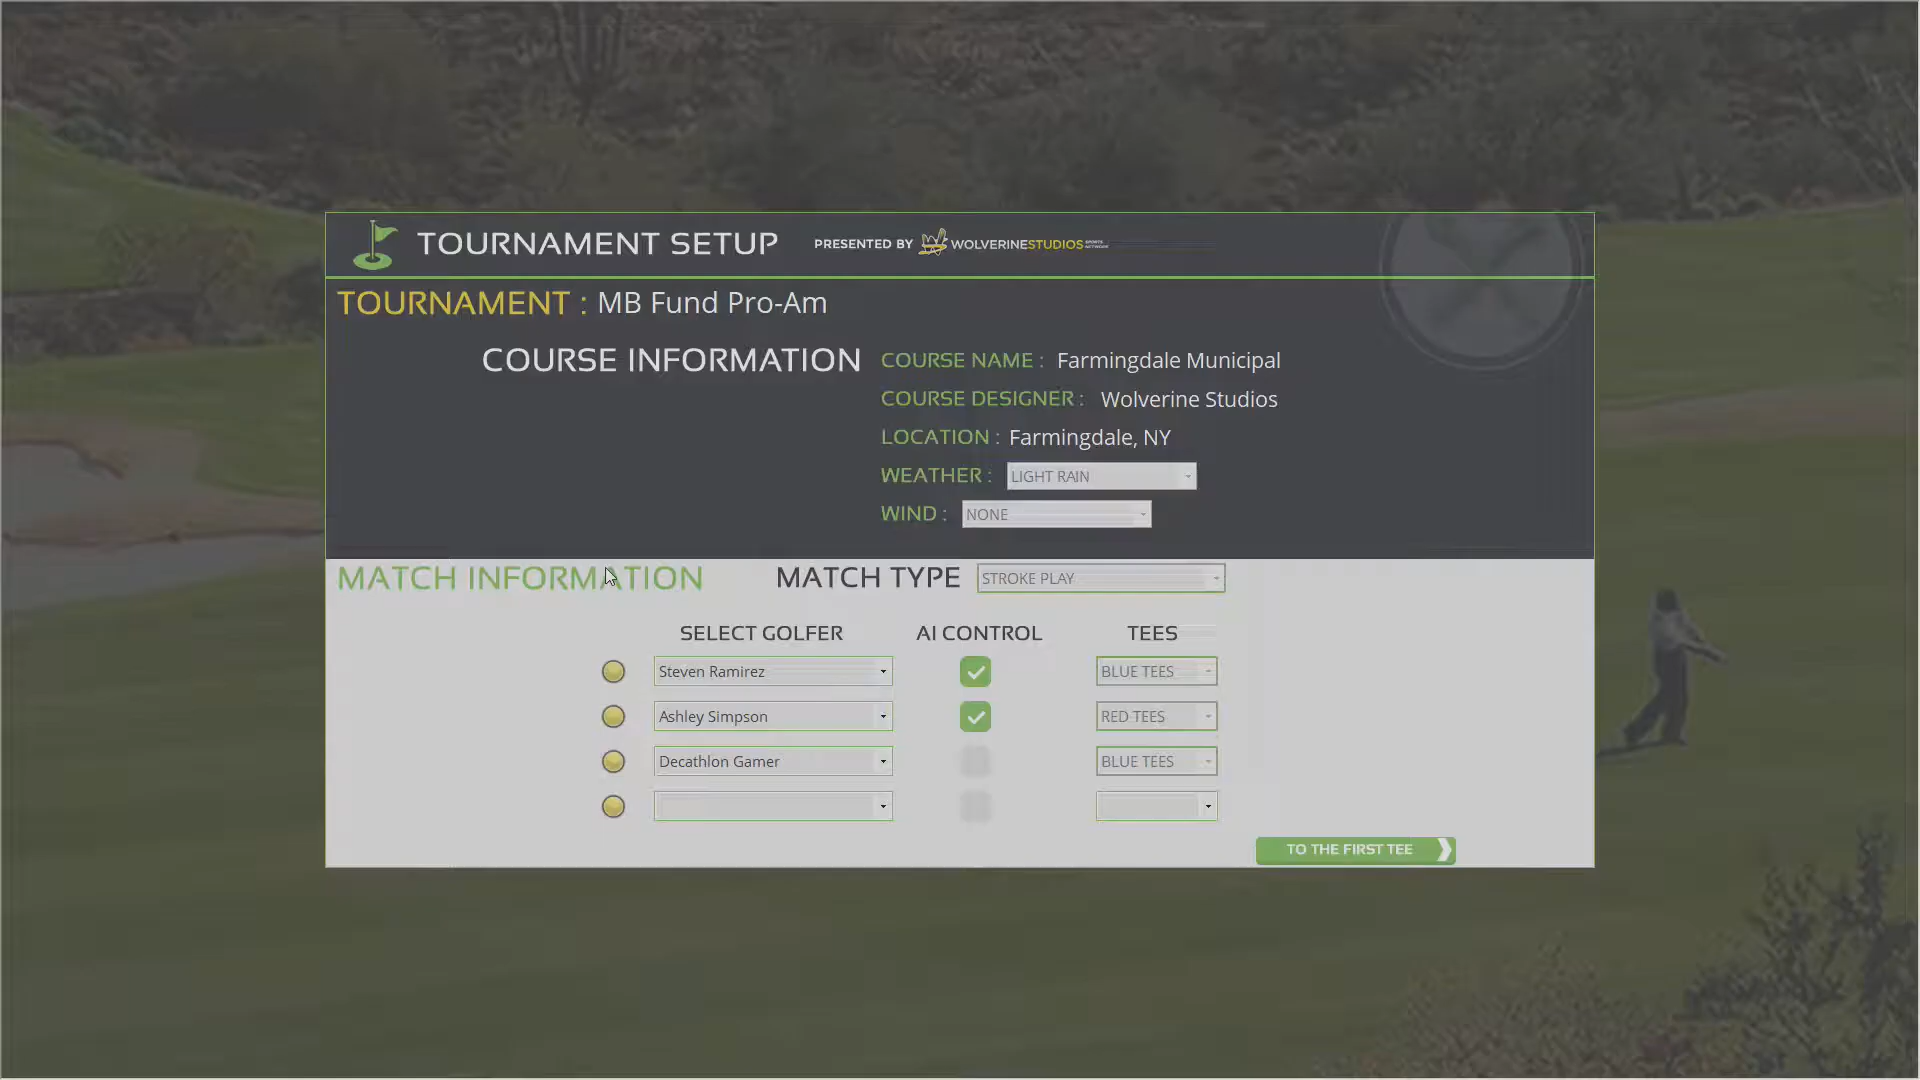 TOURNAMENT SETUP PRESENTED BY WOLVERINESTUDIOS SPORTS NETWORK
TOURNAMENT : MB Fund Pro-Am
COURSE INFORMATION COURSE NAME : Farmingdale Municipal
COURSE DESIGNER : Wolverine Studios
LOCATION : Farmingdale, NY
WEATHER : LIGHT RAIN
WIND : NONE
MATCH INFORMATION MATCH TYPE STROKE PLAY
SELECT GOLFER AI CONTROL TEES
Steven Ramirez BLUE TEES
Ashley Simpson RED TEES
Decathlon Gamer BLUE TEES
TO THE FIRST TEE